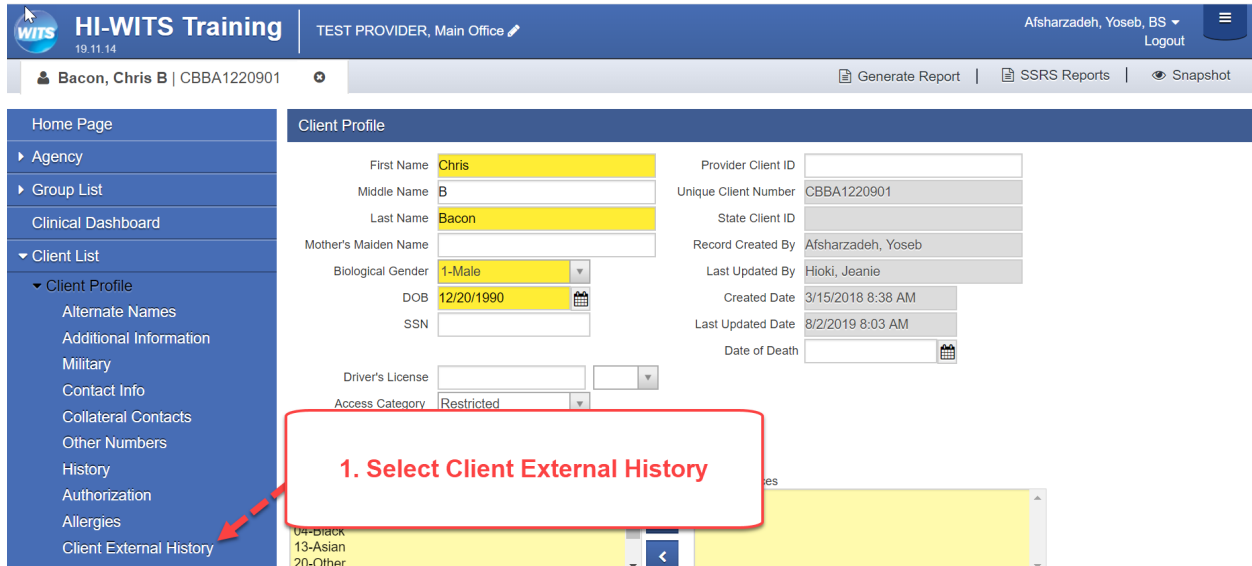 WITS
HI-WITS Training
19.11.14
TEST PROVIDER, Main Office
Afsharzadeh, Yoseb, BS
Logout
Bacon, Chris B | CBBA1220901
Generate Report |
SSRS Reports |
Snapshot
Home Page
Agency
Group List
Clinical Dashboard
Client List
Client Profile
Alternate Names
Additional Information
Military
Contact Info
Collateral Contacts
Other Numbers
History
Authorization
Allergies
Client External History
Client Profile
First Name Chris
Middle Name B
Last Name Bacon
Mother's Maiden Name
Biological Gender 1-Male
DOB 12/20/1990
SSN
Driver's License
Access Category Restricted
Provider Client ID
Unique Client Number CBBA1220901
State Client ID
Record Created By Afsharzadeh, Yoseb
Last Updated By Hioki, Jeanie
Created Date 3/15/2018 8:38 AM
Last Updated Date 8/2/2019 8:03 AM
Date of Death
1. Select Client External History
ces
04-Black
13-Asian
20-Other